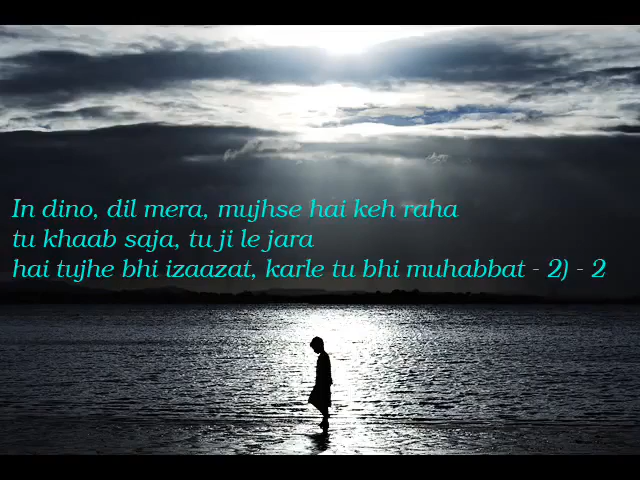 In dino, dil mera, mujhse hai keh raha
tu khaab saja, tu ji le jara
hai tujhe bhi izaazat, karle tu bhi muhabbat - 2) - 2